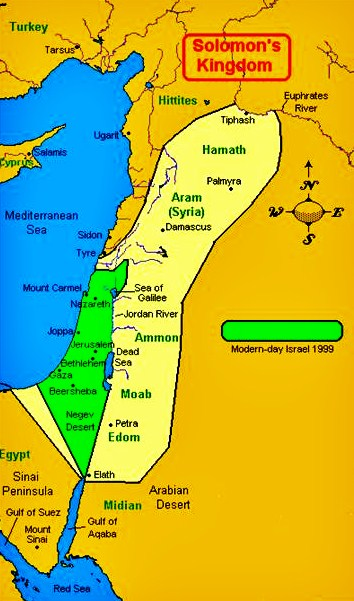 Turkey
Tarsus
Solomon's
Kingdom
Hittites
Euphrates
River
Tiphash
Ugarit
Hamath
Salamis
Cyprus
Palmyra
Aram
(Syria)
N
W
E
S
Mediterranean
Sea
Damascus
Sidon
Tyre
Mount Carmel
Sea of
Galilee
Nazareth
Jordan River
Joppa
Ammon
Modern-day Israel 1999
Jerusalem
Dead
Sea
Bethlehem
Gaza
Beersheba
Moab
Negev
Desert
Petra
Edom
Egypt
Elath
Sinai
Peninsula
Midian
Arabian
Desert
Gulf of Suez
Mount
Sinai
Gulf of
Aqaba
Red Sea